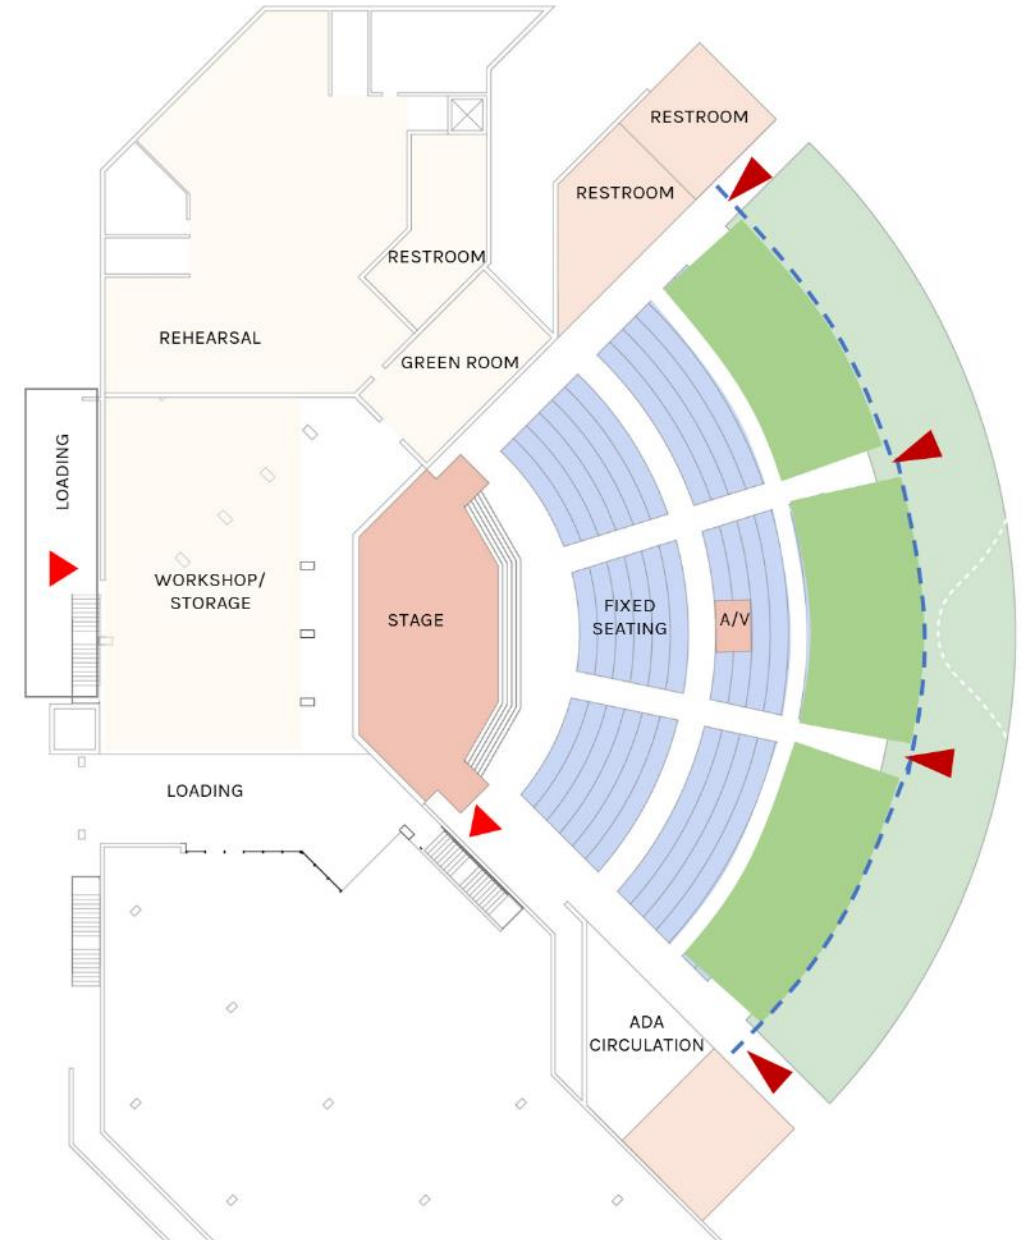 RESTROOM
RESTROOM
RESTROOM
REHEARSAL
GREEN ROOM
LOADING
WORKSHOP/
STORAGE
STAGE
FIXED
SEATING
A/V
LOADING
ADA
CIRCULATION